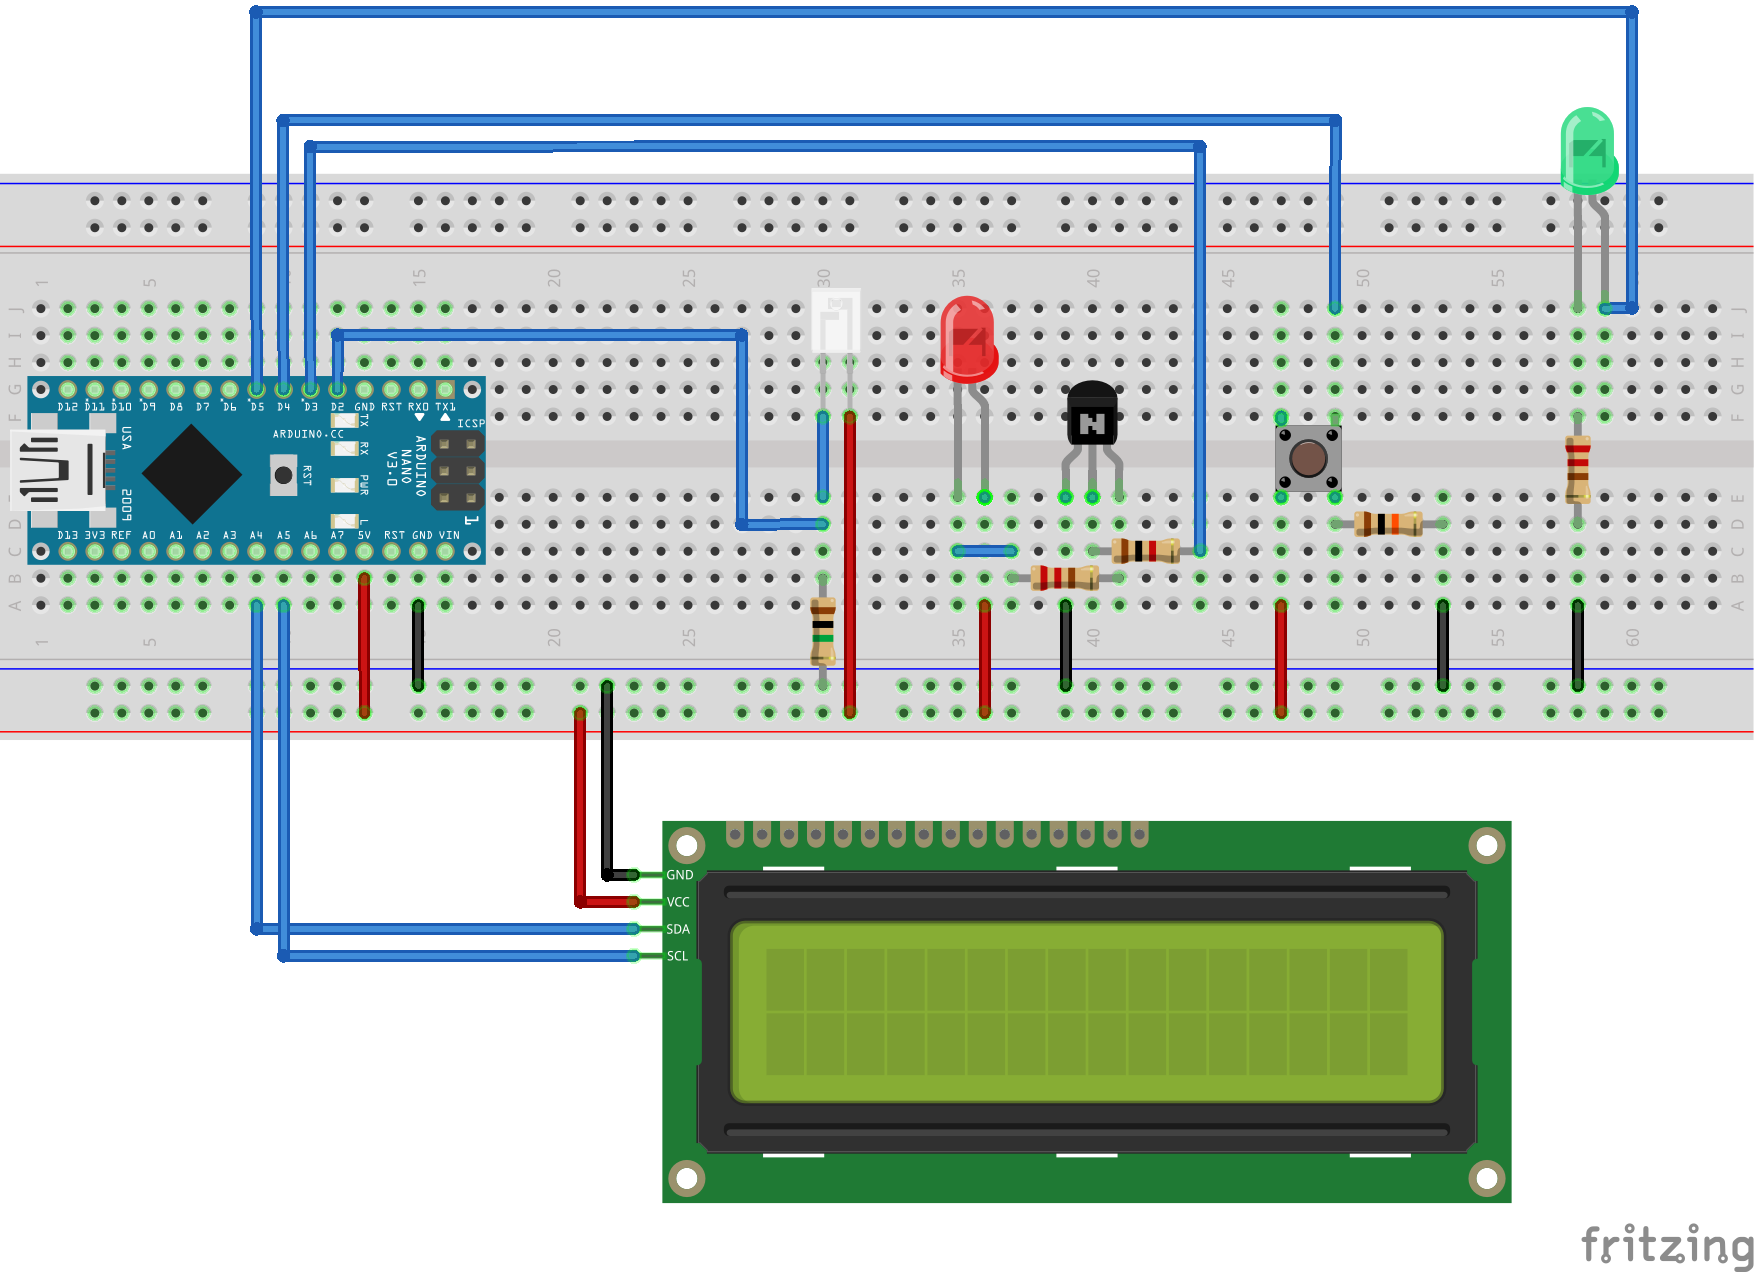 1 5 15 20 25 30 35 40 45 50 55
J
I
H
G
F
D12 D11 D10 D9 D8 D7 D6 D5 D4 D3 D2 GND RST RX0 TX1
ICSP
ARDUINO.CC
USA
2009
TX
RX
PWR
L
RST
ARDUINO
NANO
V3.0
1
N
E
D
C
B
A
D13 3V3 REF A0 A1 A2 A3 A4 A5 A6 A7 5V RST GND VIN
J
I
H
G
F
E
D
C
B
A
1 5 20 25 35 40 45 50 55 60
GND
VCC
SDA
SCL
fritzing